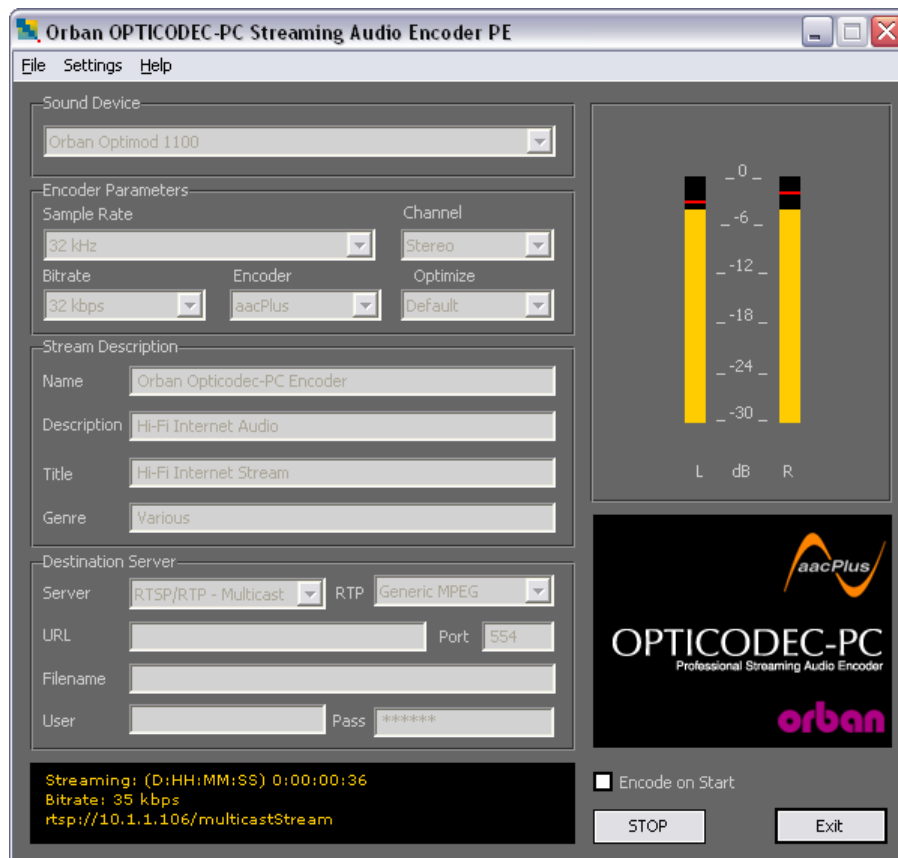 Orban OPTICODEC-PC Streaming Audio Encoder PE
File Settings Help
Sound Device
Orban Optimod 1100
Encoder Parameters
Sample Rate Channel
32 kHz Stereo
Bitrate Encoder Optimize
32 kbps aacPlus Default
Stream Description
Name Orban Opticodec-PC Encoder
Description Hi-Fi Internet Audio
Title Hi-Fi Internet Stream
Genre Various
Destination Server
Server RTSP/RTP - Multicast RTP Generic MPEG
URL Port 554
Filename
User Pass ******
Streaming: (D:HH:MM:SS) 0:00:00:36
Bitrate: 35 kbps
rtsp://10.1.1.106/multicastStream
_ 0 _
_ -6 _
_ -12 _
_ -18 _
_ -24 _
_ -30 _
L dB R
aacPlus
OPTICODEC-PC
Professional Streaming Audio Encoder
orban
Encode on Start
STOP Exit